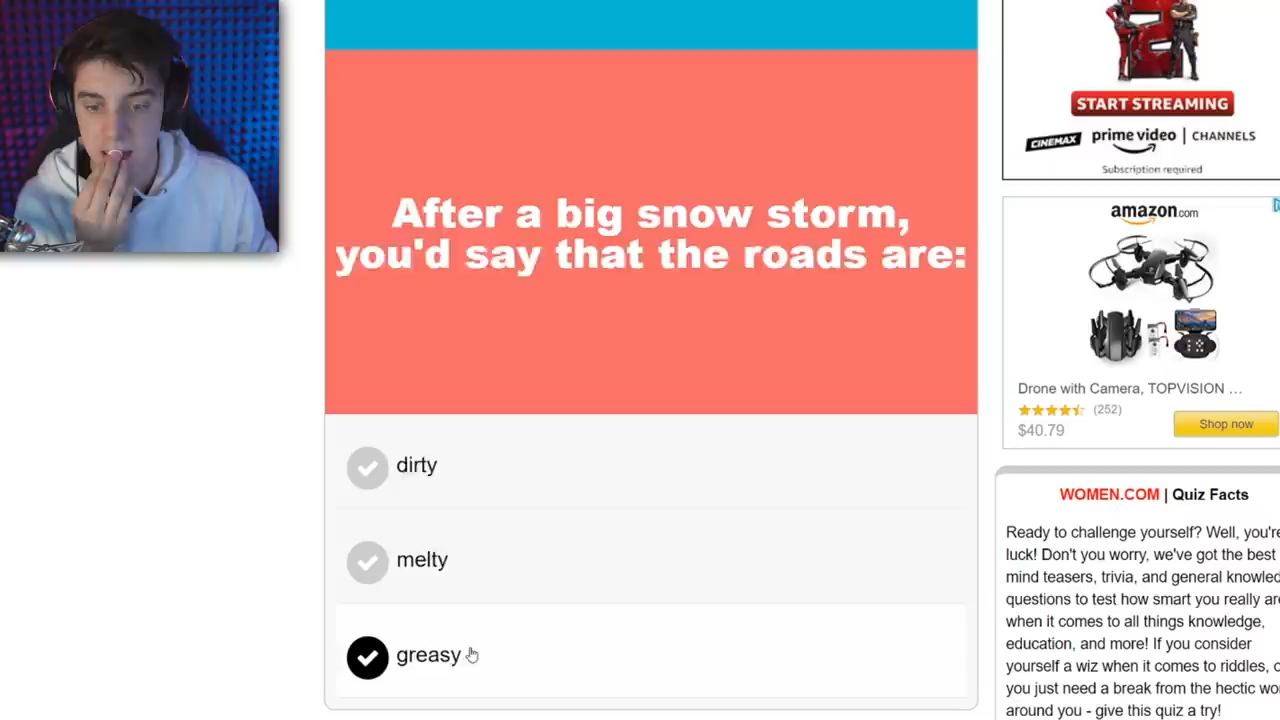 After a big snow storm,
you'd say that the roads are:
dirty
melty
greasy
START STREAMING
CINEMAX prime video | CHANNELS
Subscription required
amazon.com
Drone with Camera, TOPVISION ...
(252)
$40.79
Shop now
WOMEN.COM | Quiz Facts
Ready to challenge yourself? Well, you're
luck! Don't you worry, we've got the best
mind teasers, trivia, and general
questions to test how smart you really
when it comes to all things knowledge,
education, and more! If you consider
yourself a wiz when it comes to riddles,
you just need a break from the hectic
around you - give this quiz a try!